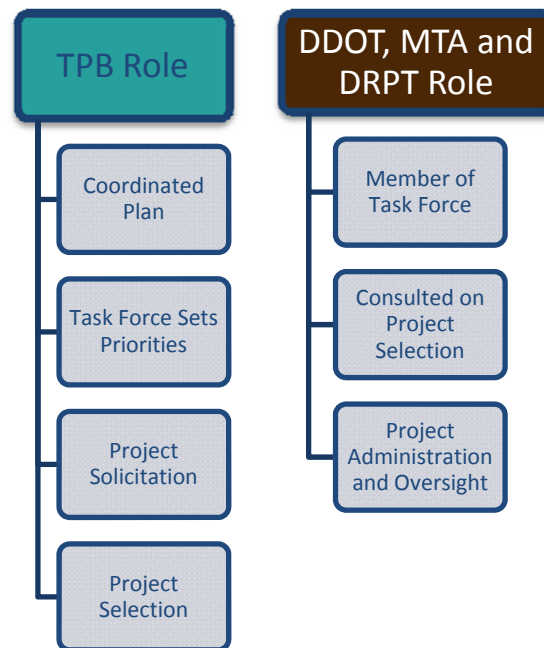 TPB Role
Coordinated
Plan
Task Force Sets
Priorities
Project
Solicitation
Project
Selection
DDOT, MTA and
DRPT Role
Member of
Task Force
Consulted on
Project
Selection
Project
Administration
and Oversight